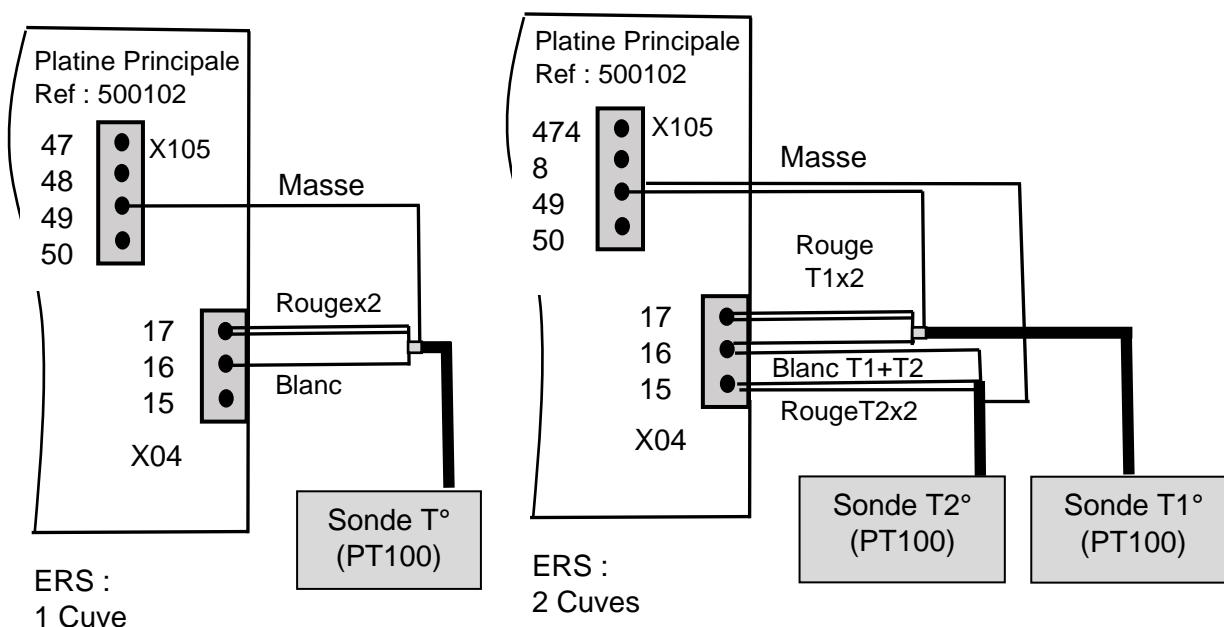 Platine Principale
Ref : 500102
47
X105
48
49
50
Masse
Rougex2
17
16
Blanc
15
X04
Sonde T°
(PT100)
ERS :
1 Cuve
Platine Principale
Ref : 500102
474
X105
8
49
50
Masse
Rouge
T1x2
17
16
Blanc T1+T2
15
RougeT2x2
X04
Sonde T2°
(PT100)
Sonde T1°
(PT100)
ERS :
2 Cuves